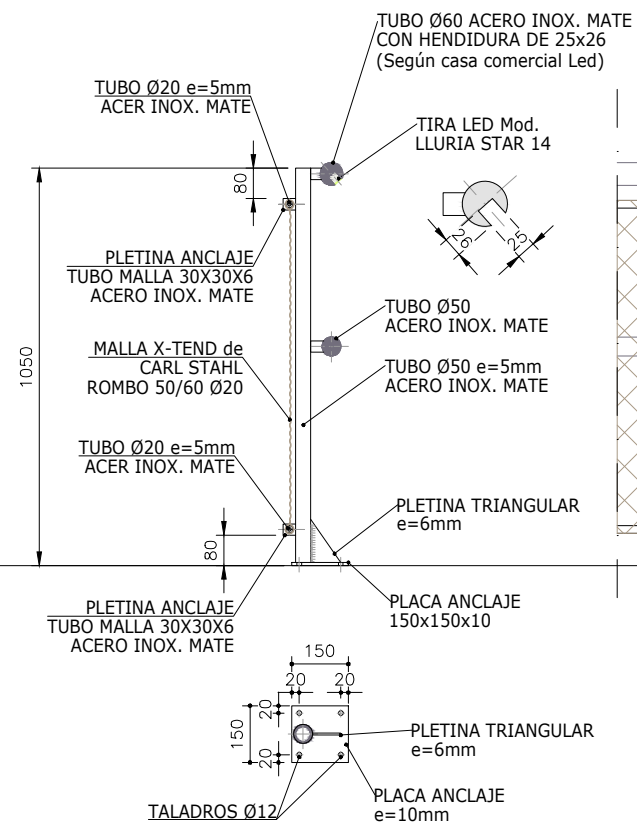 TUBO Ø60 ACERO INOX. MATE
CON HENDIDURA DE 25x26
(Según casa comercial Led)
TUBO Ø20 e=5mm
ACER INOX. MATE
TIRA LED Mod.
LLURIA STAR 14
80
26
25
PLETINA ANCLAJE
TUBO MALLA 30X30X6
ACERO INOX. MATE
TUBO Ø50
ACERO INOX. MATE
1050
MALLA X-TEND de
CARL STAHL
ROMBO 50/60 Ø20
TUBO Ø50 e=5mm
ACERO INOX. MATE
TUBO Ø20 e=5mm
ACER INOX. MATE
PLETINA TRIANGULAR
e=6mm
80
PLETINA ANCLAJE
TUBO MALLA 30X30X6
ACERO INOX. MATE
PLACA ANCLAJE
150x150x10
150
20
20
20
150
20
PLETINA TRIANGULAR
e=6mm
TALADROS Ø12
PLACA ANCLAJE
e=10mm